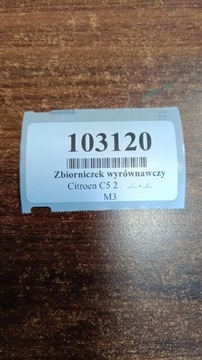 103120
Zbiorniczek wyrównawczy
Citroen C5 2 ../.. - ../..
M3